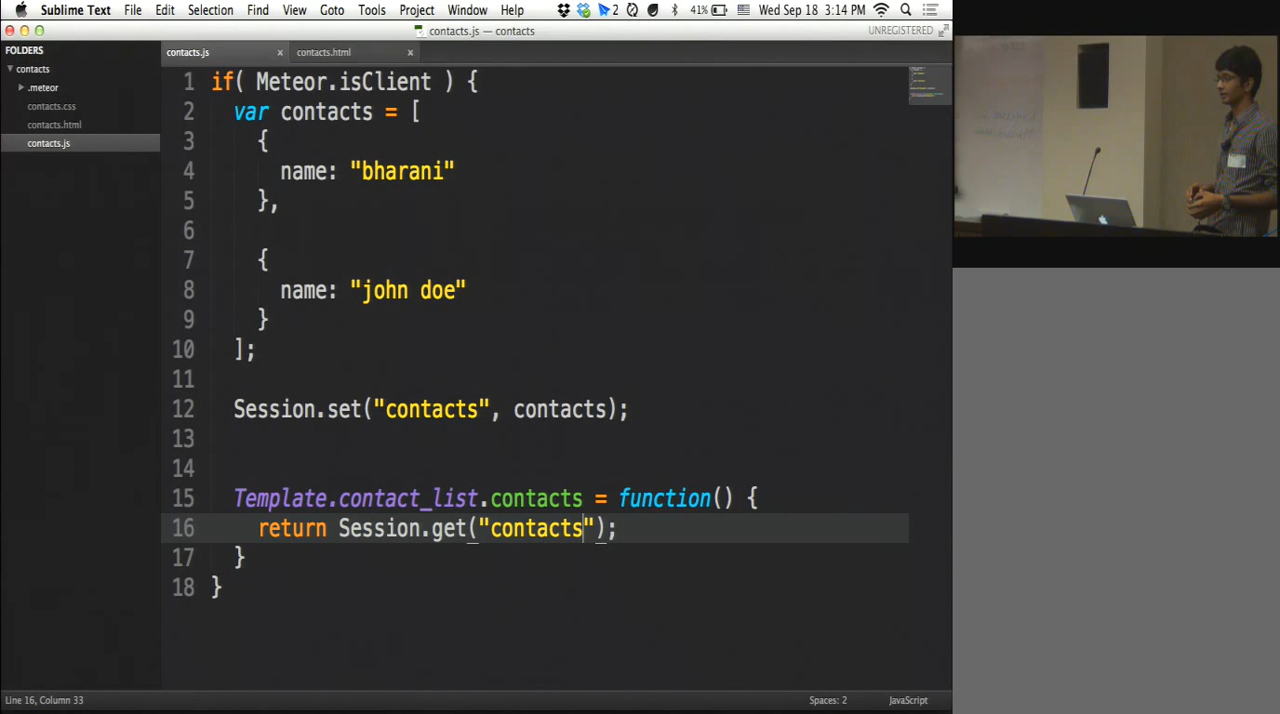 Sublime Text File Edit Selection Find View Goto Tools Project Window Help 2 41% Wed Sep 18 3:14 PM
contacts.js — contacts
UNREGISTERED
FOLDERS
contacts
.meteor
contacts.css
contacts.html
contacts.js
contacts.js × contacts.html ×
1 if( Meteor.isClient ) {
2 var contacts = [
3 {
4 name: "bharani"
5 },
6
7 {
8 name: "john doe"
9 }
10 ];
11
12 Session.set("contacts", contacts);
13
14
15 Template.contact_list.contacts = function() {
16 return Session.get("contacts");
17 }
18 }
Line 16, Column 33
Spaces: 2
JavaScript